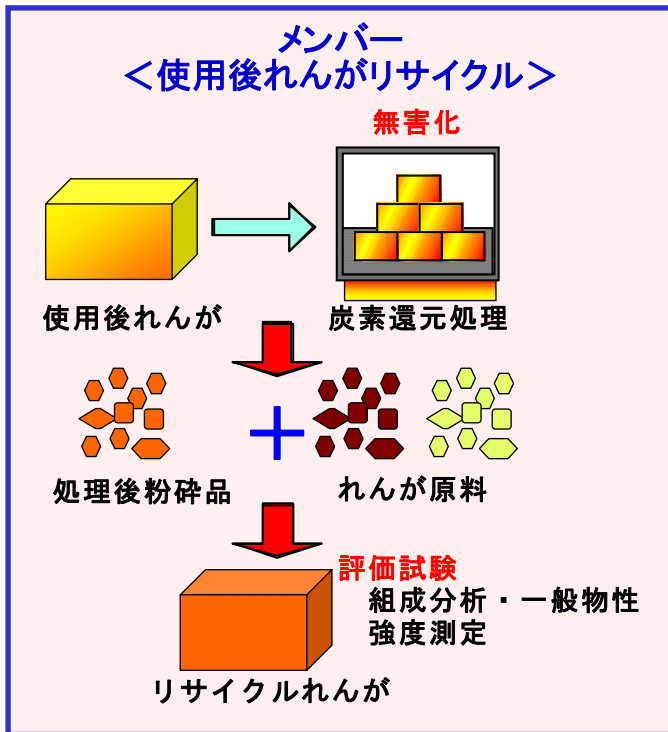 メンバー
＜使用後れんがリサイクル＞
無害化
使用後れんが
炭素還元処理
処理後粉砕品
れんが原料
評価試験
組成分析・一般物性
強度測定
リサイクルれんが